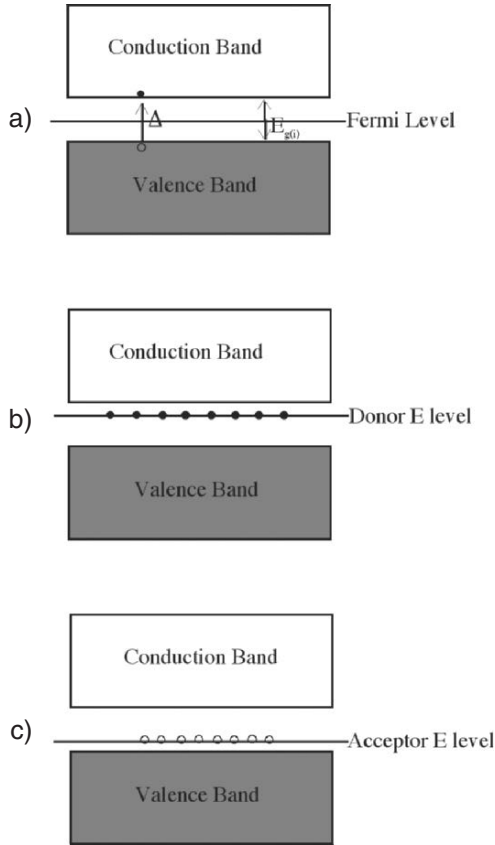 Conduction Band
a)
Δ
E g(i)
Fermi Level
Valence Band
Conduction Band
b)
Donor E level
Valence Band
Conduction Band
c)
Acceptor E level
Valence Band